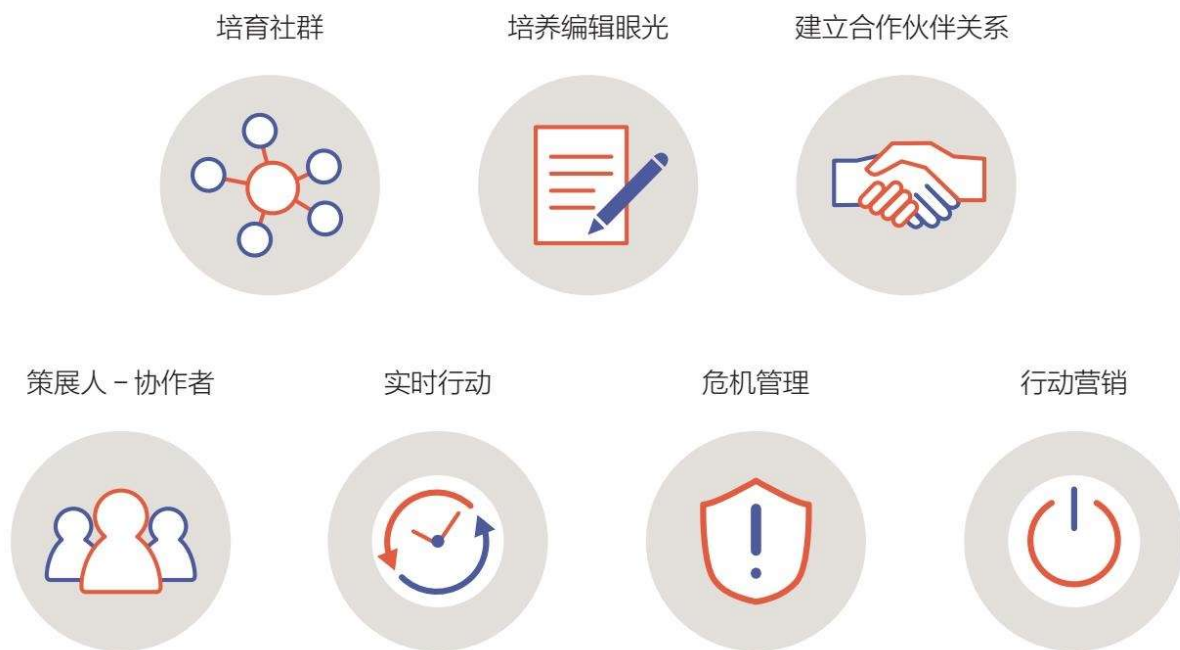 培育社群
培养编辑眼光
建立合作伙伴关系
策展人 – 协作者
实时行动
危机管理
行动营销